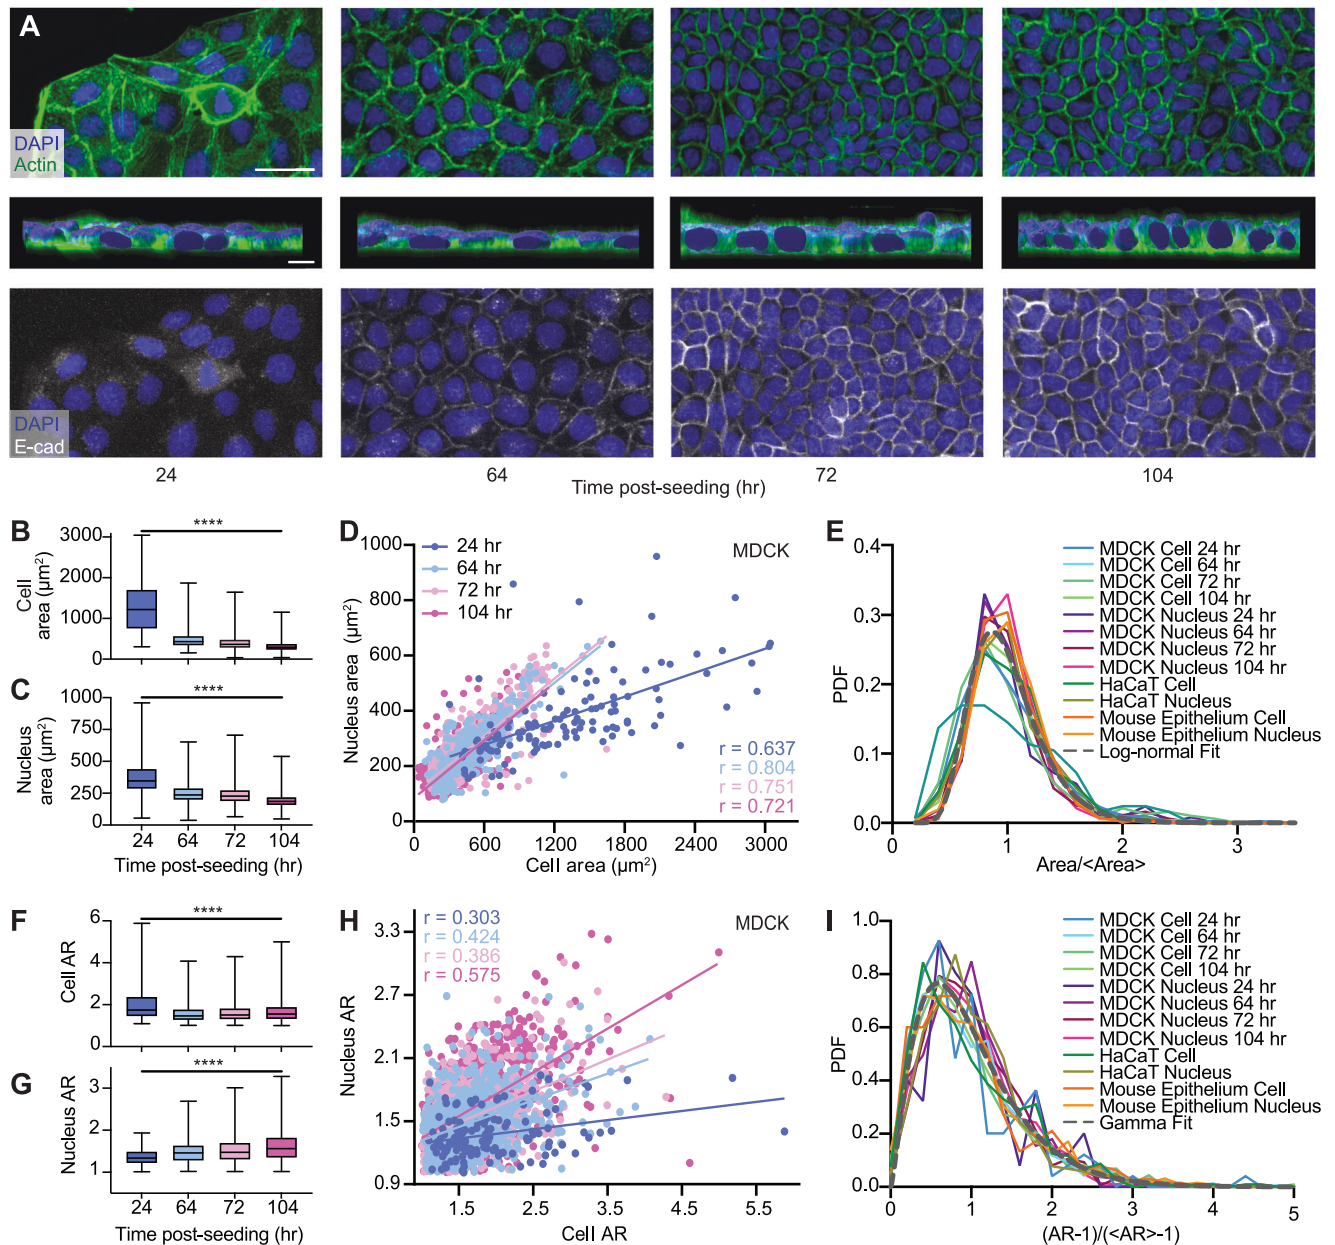 A
DAPI
Actin
DAPI
E-cad
24
64
72
104
Time post-seeding (hr)
B
****
Cell
area (µm²)
3000
2000
1000
0
C
****
Nucleus
area (µm²)
1000
750
500
250
0
24
64
72
104
Time post-seeding (hr)
D
24 hr
64 hr
72 hr
104 hr
MDCK
Nucleus area (µm²)
1000
800
600
400
200
0
r = 0.637
r = 0.804
r = 0.751
r = 0.721
0
600
1200
1800
2400
3000
Cell area (µm²)
E
PDF
0.4
0.3
0.2
0.1
0.0
MDCK Cell 24 hr
MDCK Cell 64 hr
MDCK Cell 72 hr
MDCK Cell 104 hr
MDCK Nucleus 24 hr
MDCK Nucleus 64 hr
MDCK Nucleus 72 hr
MDCK Nucleus 104 hr
HaCaT Cell
HaCaT Nucleus
Mouse Epithelium Cell
Mouse Epithelium Nucleus
Log-normal Fit
0
1
2
3
Area/<Area>
F
****
Cell AR
6
4
2
0
G
****
Nucleus AR
3
2
1
24
64
72
104
Time post-seeding (hr)
H
r = 0.303
r = 0.424
r = 0.386
r = 0.575
MDCK
Nucleus AR
3.3
2.7
2.1
1.5
0.9
1.5
2.5
3.5
4.5
5.5
Cell AR
I
PDF
1.0
0.8
0.6
0.4
0.2
0.0
MDCK Cell 24 hr
MDCK Cell 64 hr
MDCK Cell 72 hr
MDCK Cell 104 hr
MDCK Nucleus 24 hr
MDCK Nucleus 64 hr
MDCK Nucleus 72 hr
MDCK Nucleus 104 hr
HaCaT Cell
HaCaT Nucleus
Mouse Epithelium Cell
Mouse Epithelium Nucleus
Gamma Fit
0
1
2
3
4
5
(AR-1)/(<AR>-1)